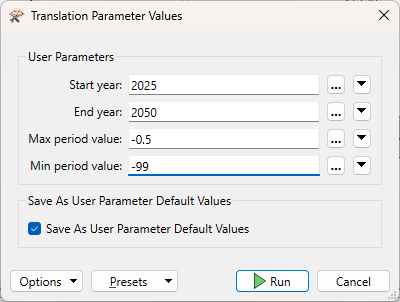 Translation Parameter Values
User Parameters
Start year: 2025 ...
End year: 2050 ...
Max period value: -0.5 ...
Min period value: -99 ...
Save As User Parameter Default Values
Save As User Parameter Default Values
Options Presets Run Cancel